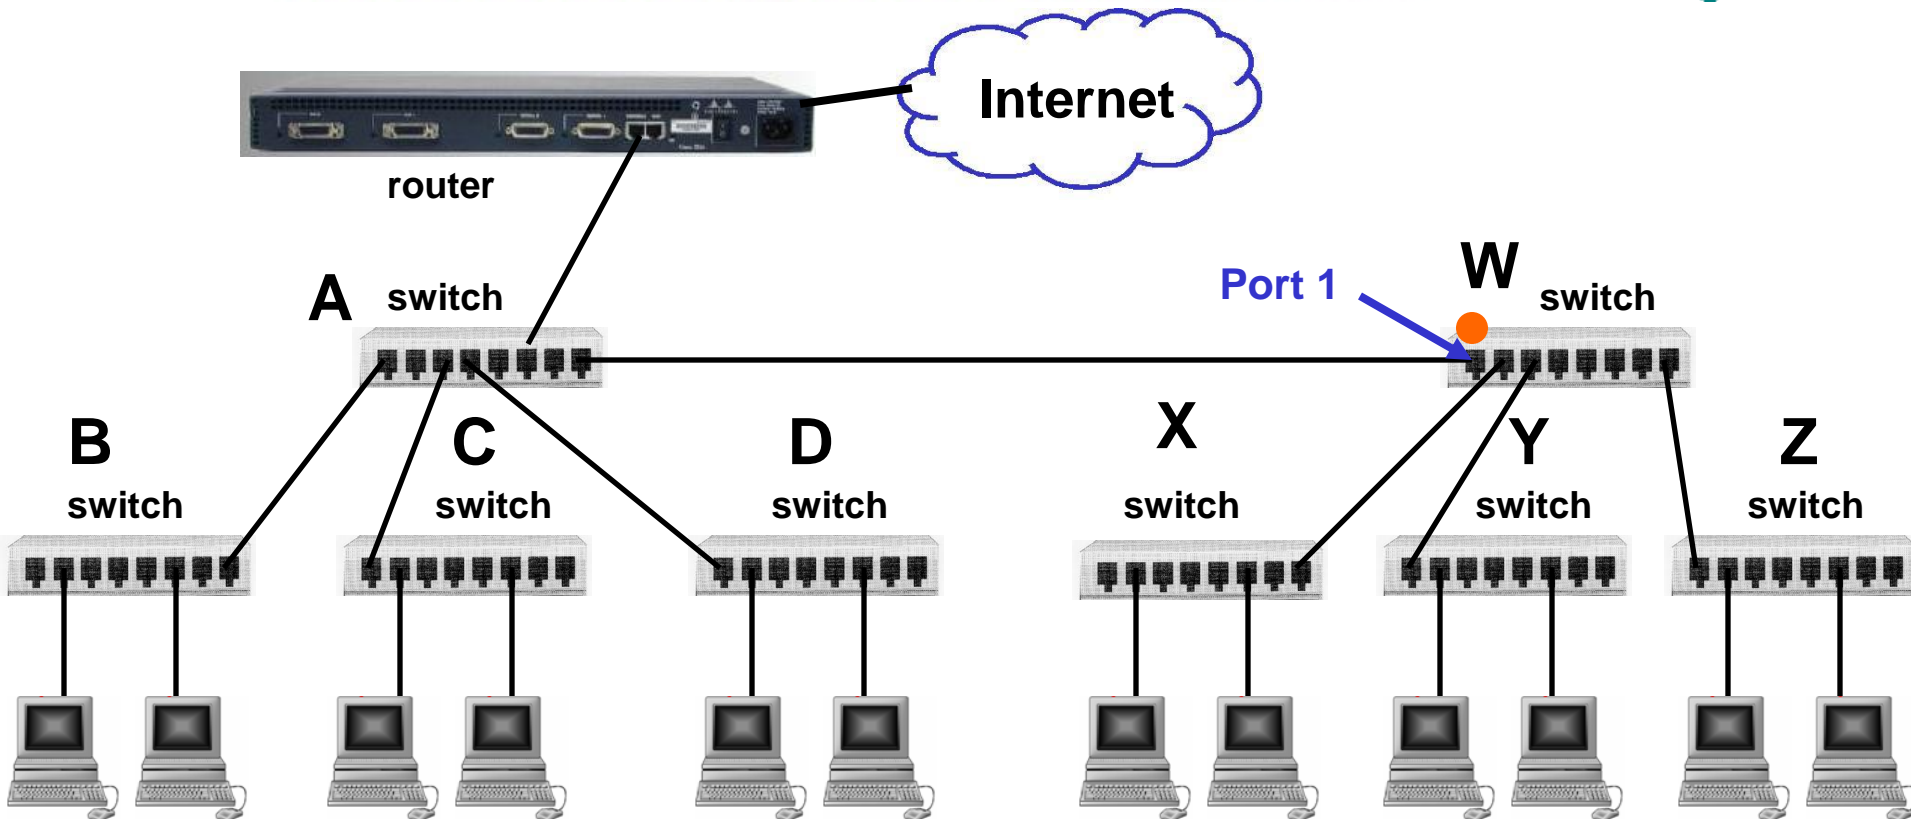 Internet
router
W
Port 1
A
switch
switch
X
B
C
D
Y
Z
switch
switch
switch
switch
switch
switch